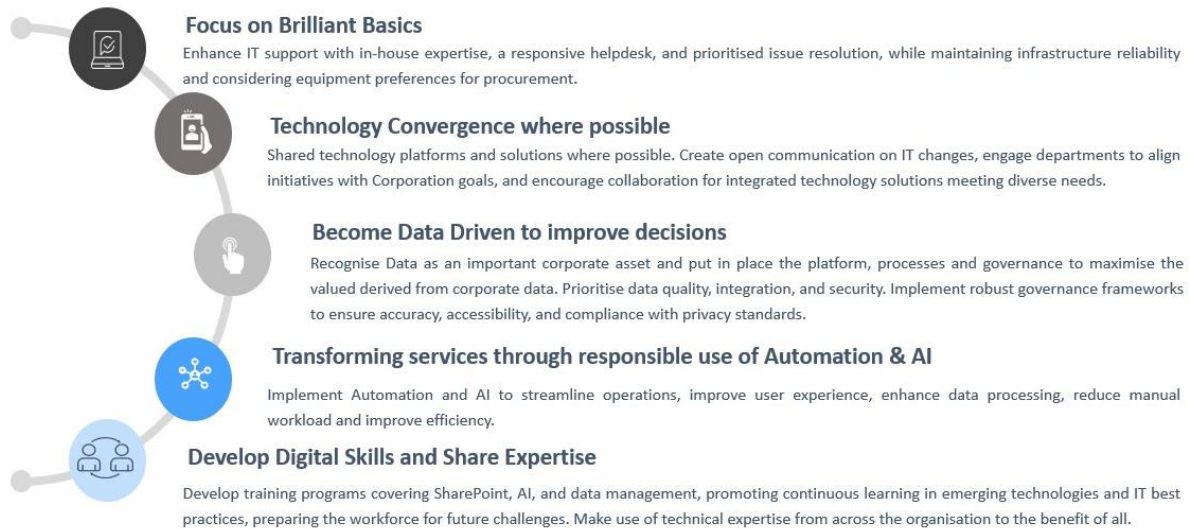 Focus on Brilliant Basics
Enhance IT support with in-house expertise, a responsive helpdesk, and prioritised issue resolution, while maintaining infrastructure reliability
and considering equipment preferences for procurement.
Technology Convergence where possible
Shared technology platforms and solutions where possible. Create open communication on IT changes, engage departments to align
initiatives with Corporation goals, and encourage collaboration for integrated technology solutions meeting diverse needs.
Become Data Driven to improve decisions
Recognise Data as an important corporate asset and put in place the platform, processes and governance to maximise the
valued derived from corporate data. Prioritise data quality, integration, and security. Implement robust governance frameworks
to ensure accuracy, accessibility, and compliance with privacy standards.
Transforming services through responsible use of Automation & AI
Implement Automation and AI to streamline operations, improve user experience, enhance data processing, reduce manual
workload and improve efficiency.
Develop Digital Skills and Share Expertise
Develop training programs covering SharePoint, AI, and data management, promoting continuous learning in emerging technologies and IT best
practices, preparing the workforce for future challenges. Make use of technical expertise from across the organisation to the benefit of all.